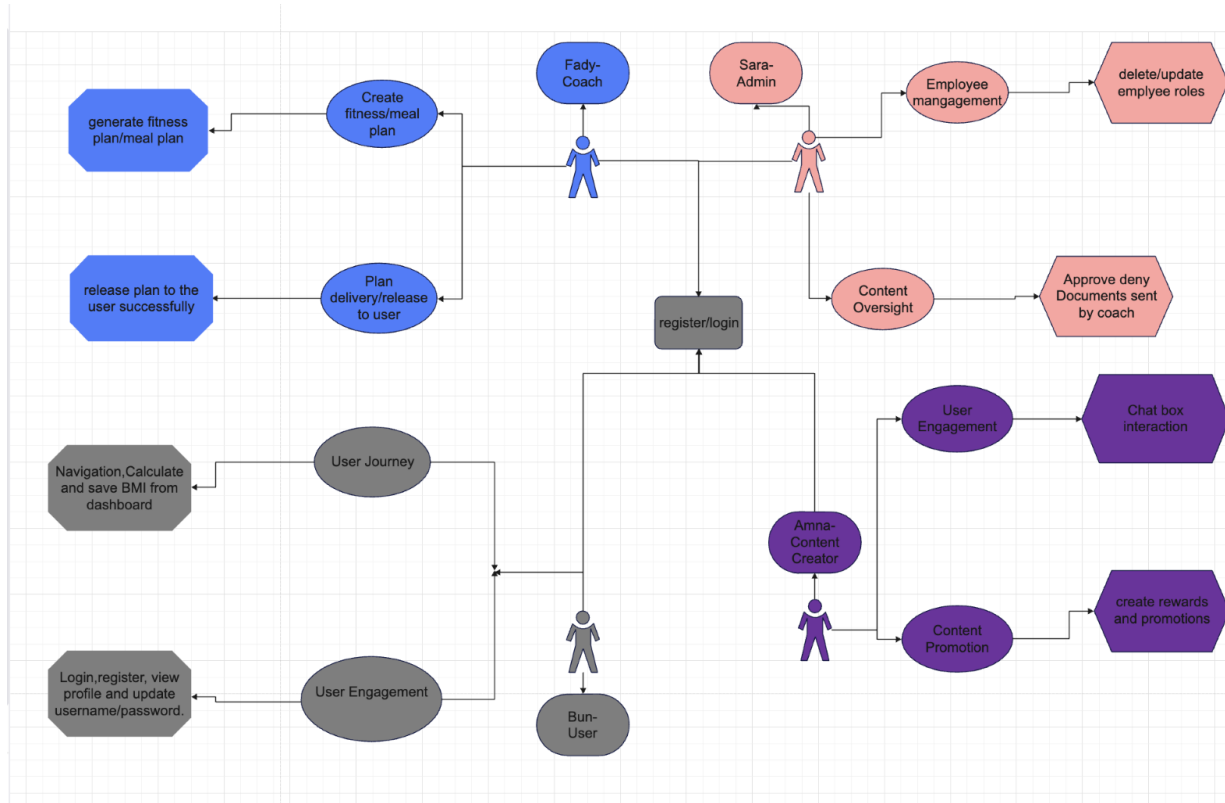 Fady-
Coach
Sara-
Admin
Employee
mangagement
delete/update
emplyee roles
Create
fitness/meal
plan
generate fitness
plan/meal plan
Plan
delivery/release
to user
release plan to the
user successfully
register/login
Content
Oversight
Approve deny
Documents sent
by coach
User
Engagement
Chat box
interaction
User Journey
Navigation,Calculate
and save BMI from
dashboard
Amna-
Content
Creator
Content
Promotion
create rewards
and promotions
User Engagement
Login,register, view
profile and update
username/password.
Bun-
User